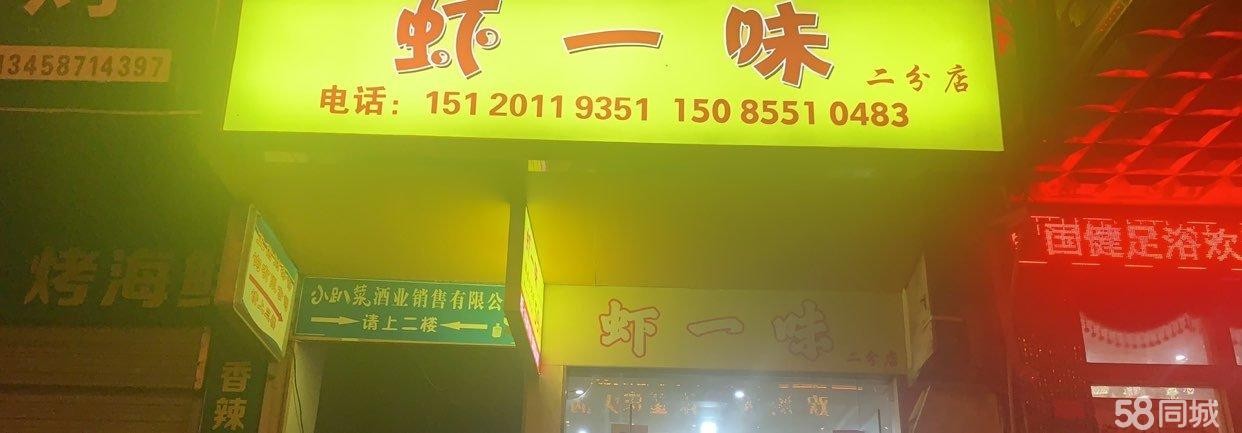 虾一味 二分店
电话：151 2011 9351 150 8551 0483
13458714397
烤海鲜
香辣
小趴菜酒业销售有限公
请上二楼
虾一味 二分店
国健足浴欢
58同城